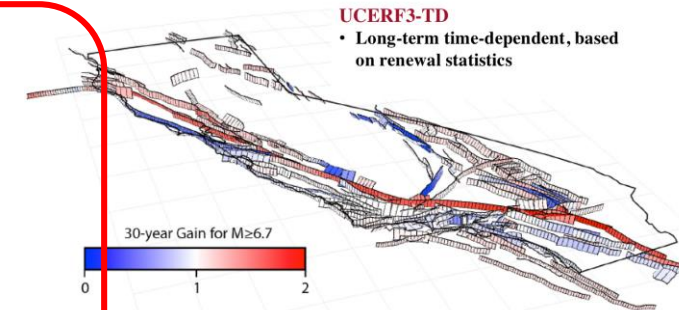 UCERF3-TD
• Long-term time-dependent, based
on renewal statistics
30-year Gain for M≥6.7
0
1
2